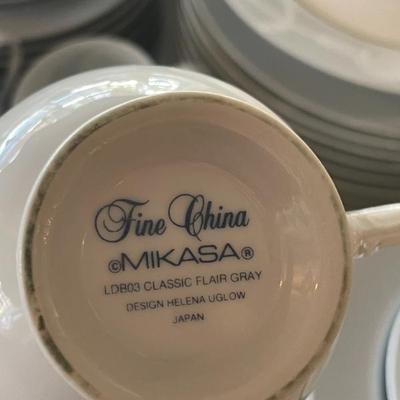 Fine China
©MIKASA®
LDB03 CLASSIC FLAIR GRAY
DESIGN HELENA UGLOW
JAPAN